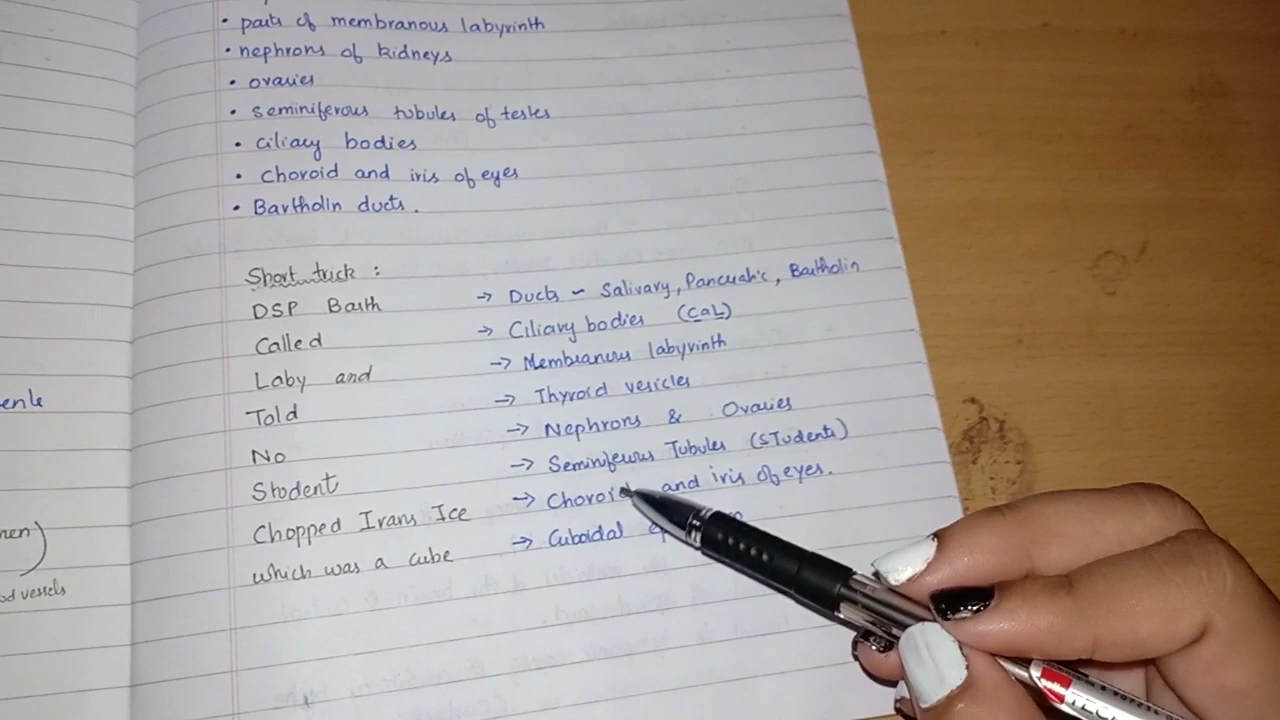 • parts of membranous labyrinth
• nephrons of kidneys
• ovaries
• seminiferous tubules of testes
• ciliary bodies
• choroid and iris of eyes
• Bartholin ducts.
Short trick :
DSP Barth → Ducts - Salivary, Pancreatic, Bartholin
Called → Ciliary bodies (CaL)
Laby and → Membranous labyrinth
Told → Thyroid vesicles
No → Nephrons & Ovaries
Student → Seminiferous Tubules (STudents)
Chopped Irans Ice → Choroid and iris of eyes.
which was a cube → Cuboidal
vessels